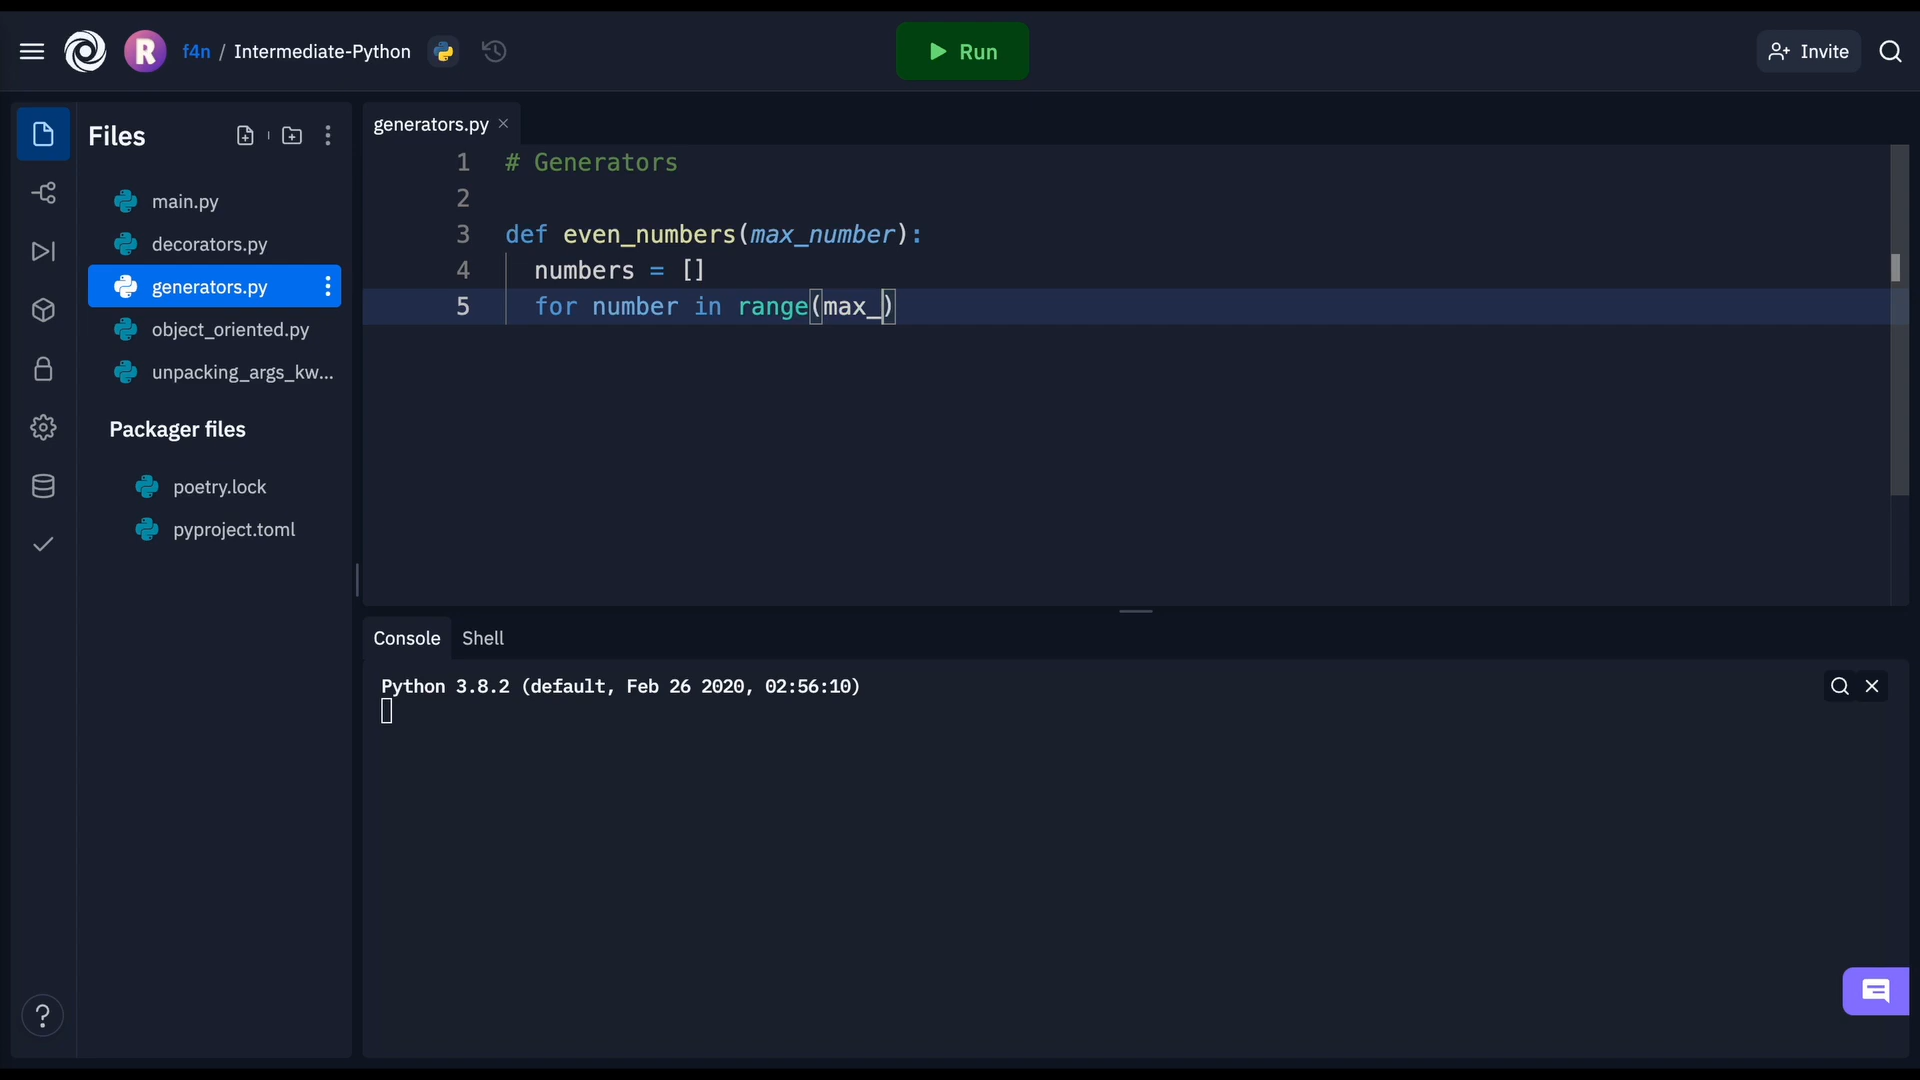 R f4n / Intermediate-Python
Run
Invite
Files
main.py
decorators.py
generators.py
object_oriented.py
unpacking_args_kw...
Packager files
poetry.lock
pyproject.toml
?
generators.py
1 # Generators
2
3 def even_numbers(max_number):
4 numbers = []
5 for number in range(max_)
Console Shell
Python 3.8.2 (default, Feb 26 2020, 02:56:10)